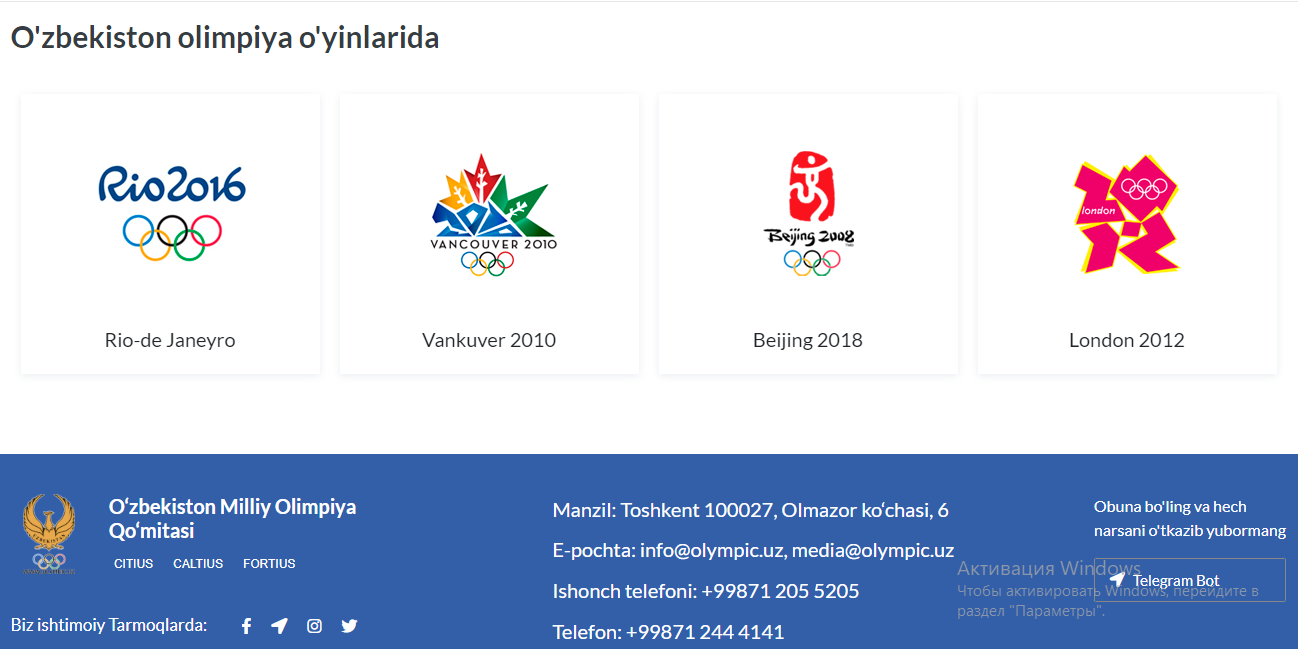 O'zbekiston olimpiya o'yinlarida
Rio2016
VANCOUVER 2010
Beijing 2008
london
Rio-de Janeyro
Vankuver 2010
Beijing 2018
London 2012
O‘zbekiston Milliy Olimpiya
Qo‘mitasi
CITIUS CALTIUS FORTIUS
Biz ishtimoiy Tarmoqlarda:
Manzil: Toshkent 100027, Olmazor ko‘chasi, 6
E-pochta: info@olympic.uz, media@olympic.uz
Ishonch telefoni: +99871 205 5205
Telefon: +99871 244 4141
Obuna bo'ling va hech
narsani o'tkazib yubormang
Telegram Bot
Активация Windows
Чтобы активировать Windows, перейдите в
раздел "Параметры".